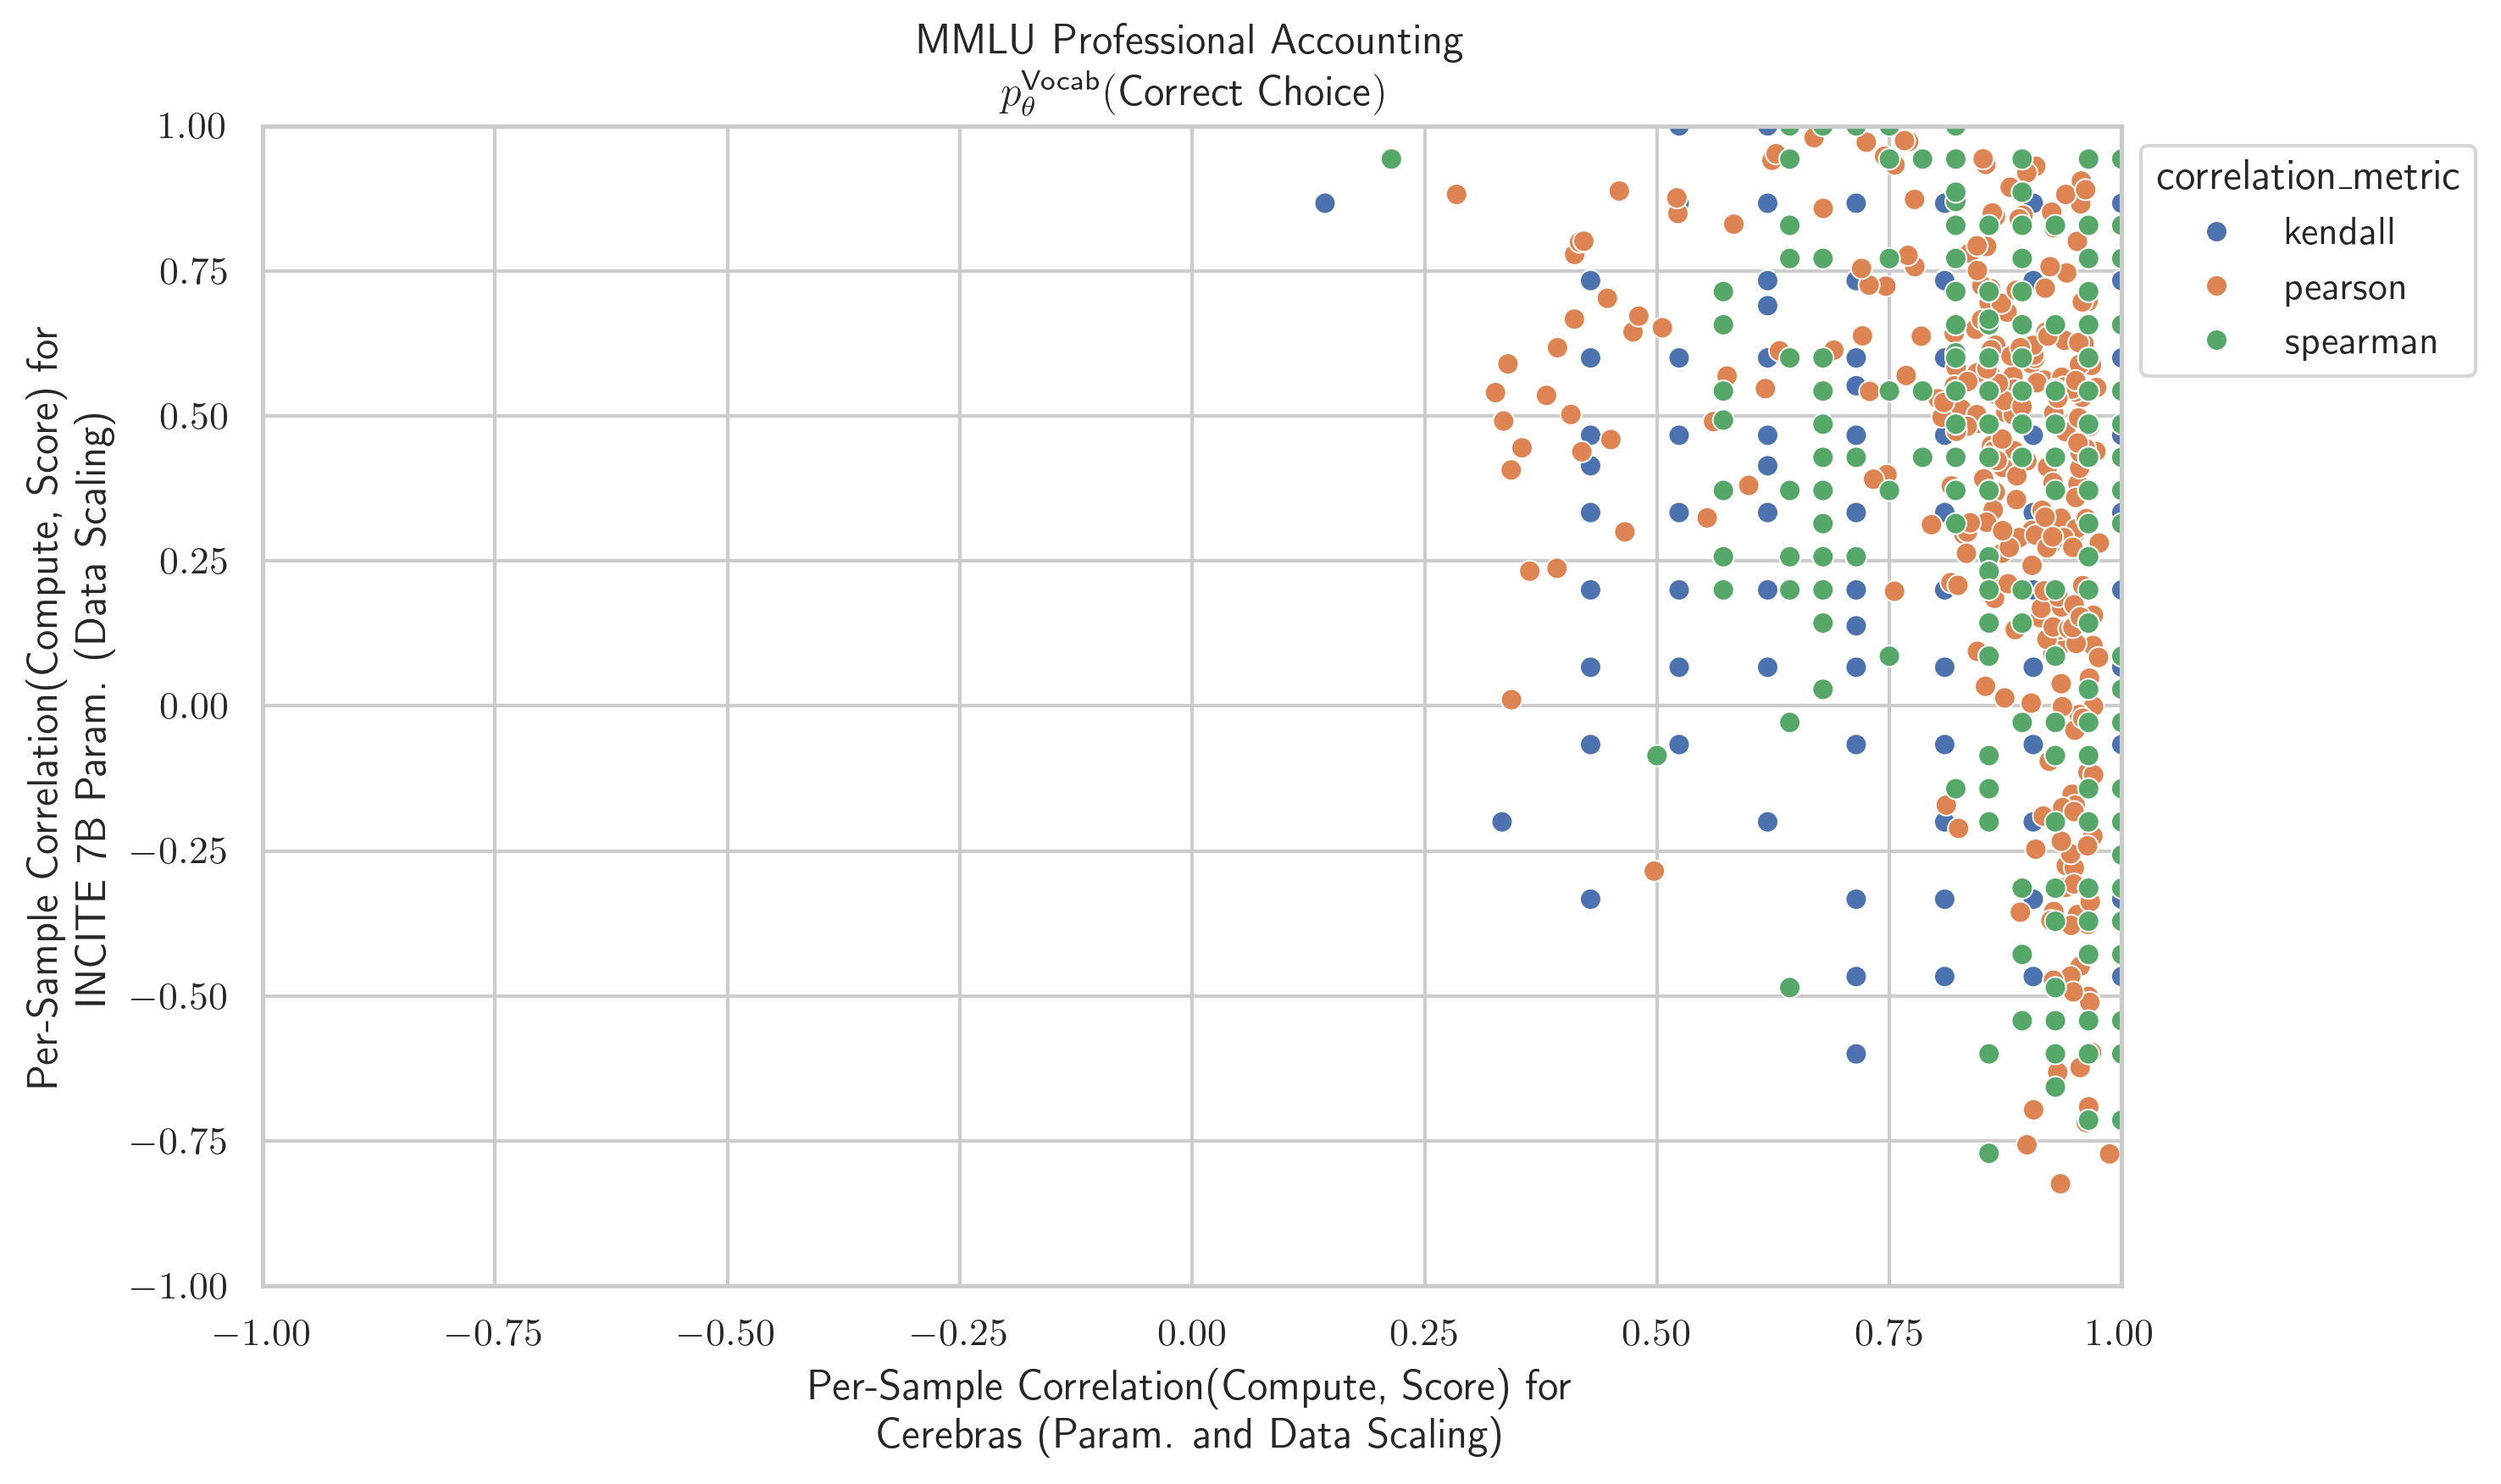 MMLU Professional Accounting
p_θ^Vocab(Correct Choice)
Per-Sample Correlation(Compute, Score) for
INCITE 7B Param. (Data Scaling)
1.00
0.75
0.50
0.25
0.00
−0.25
−0.50
−0.75
−1.00
−1.00 −0.75 −0.50 −0.25 0.00 0.25 0.50 0.75 1.00
Per-Sample Correlation(Compute, Score) for
Cerebras (Param. and Data Scaling)
correlation_metric
kendall
pearson
spearman